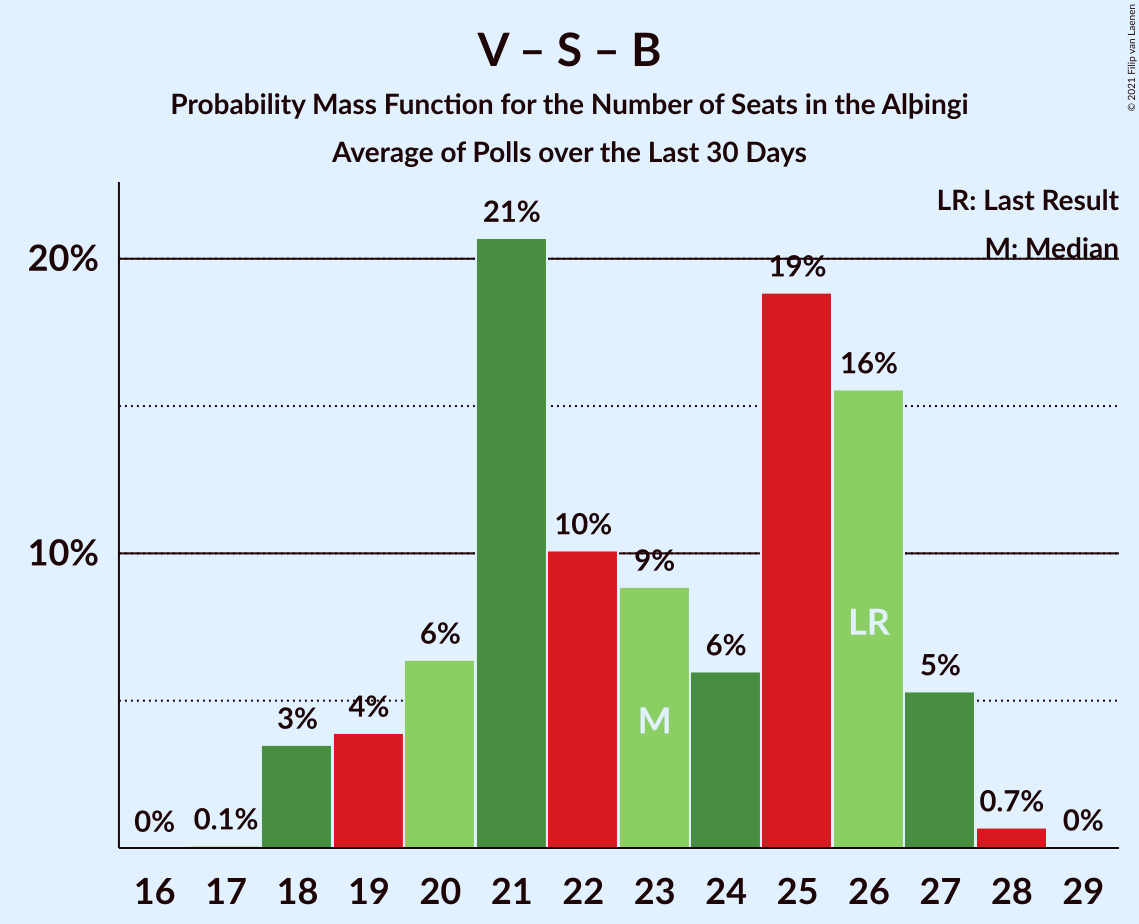 V – S – B
Probability Mass Function for the Number of Seats in the Alþingi
Average of Polls over the Last 30 Days
© 2021 Filip van Laenen
LR: Last Result
M: Median
20%
10%
0%
0.1%
3%
4%
6%
21%
10%
9%
6%
19%
16%
5%
0.7%
0%
M
LR
16 17 18 19 20 21 22 23 24 25 26 27 28 29